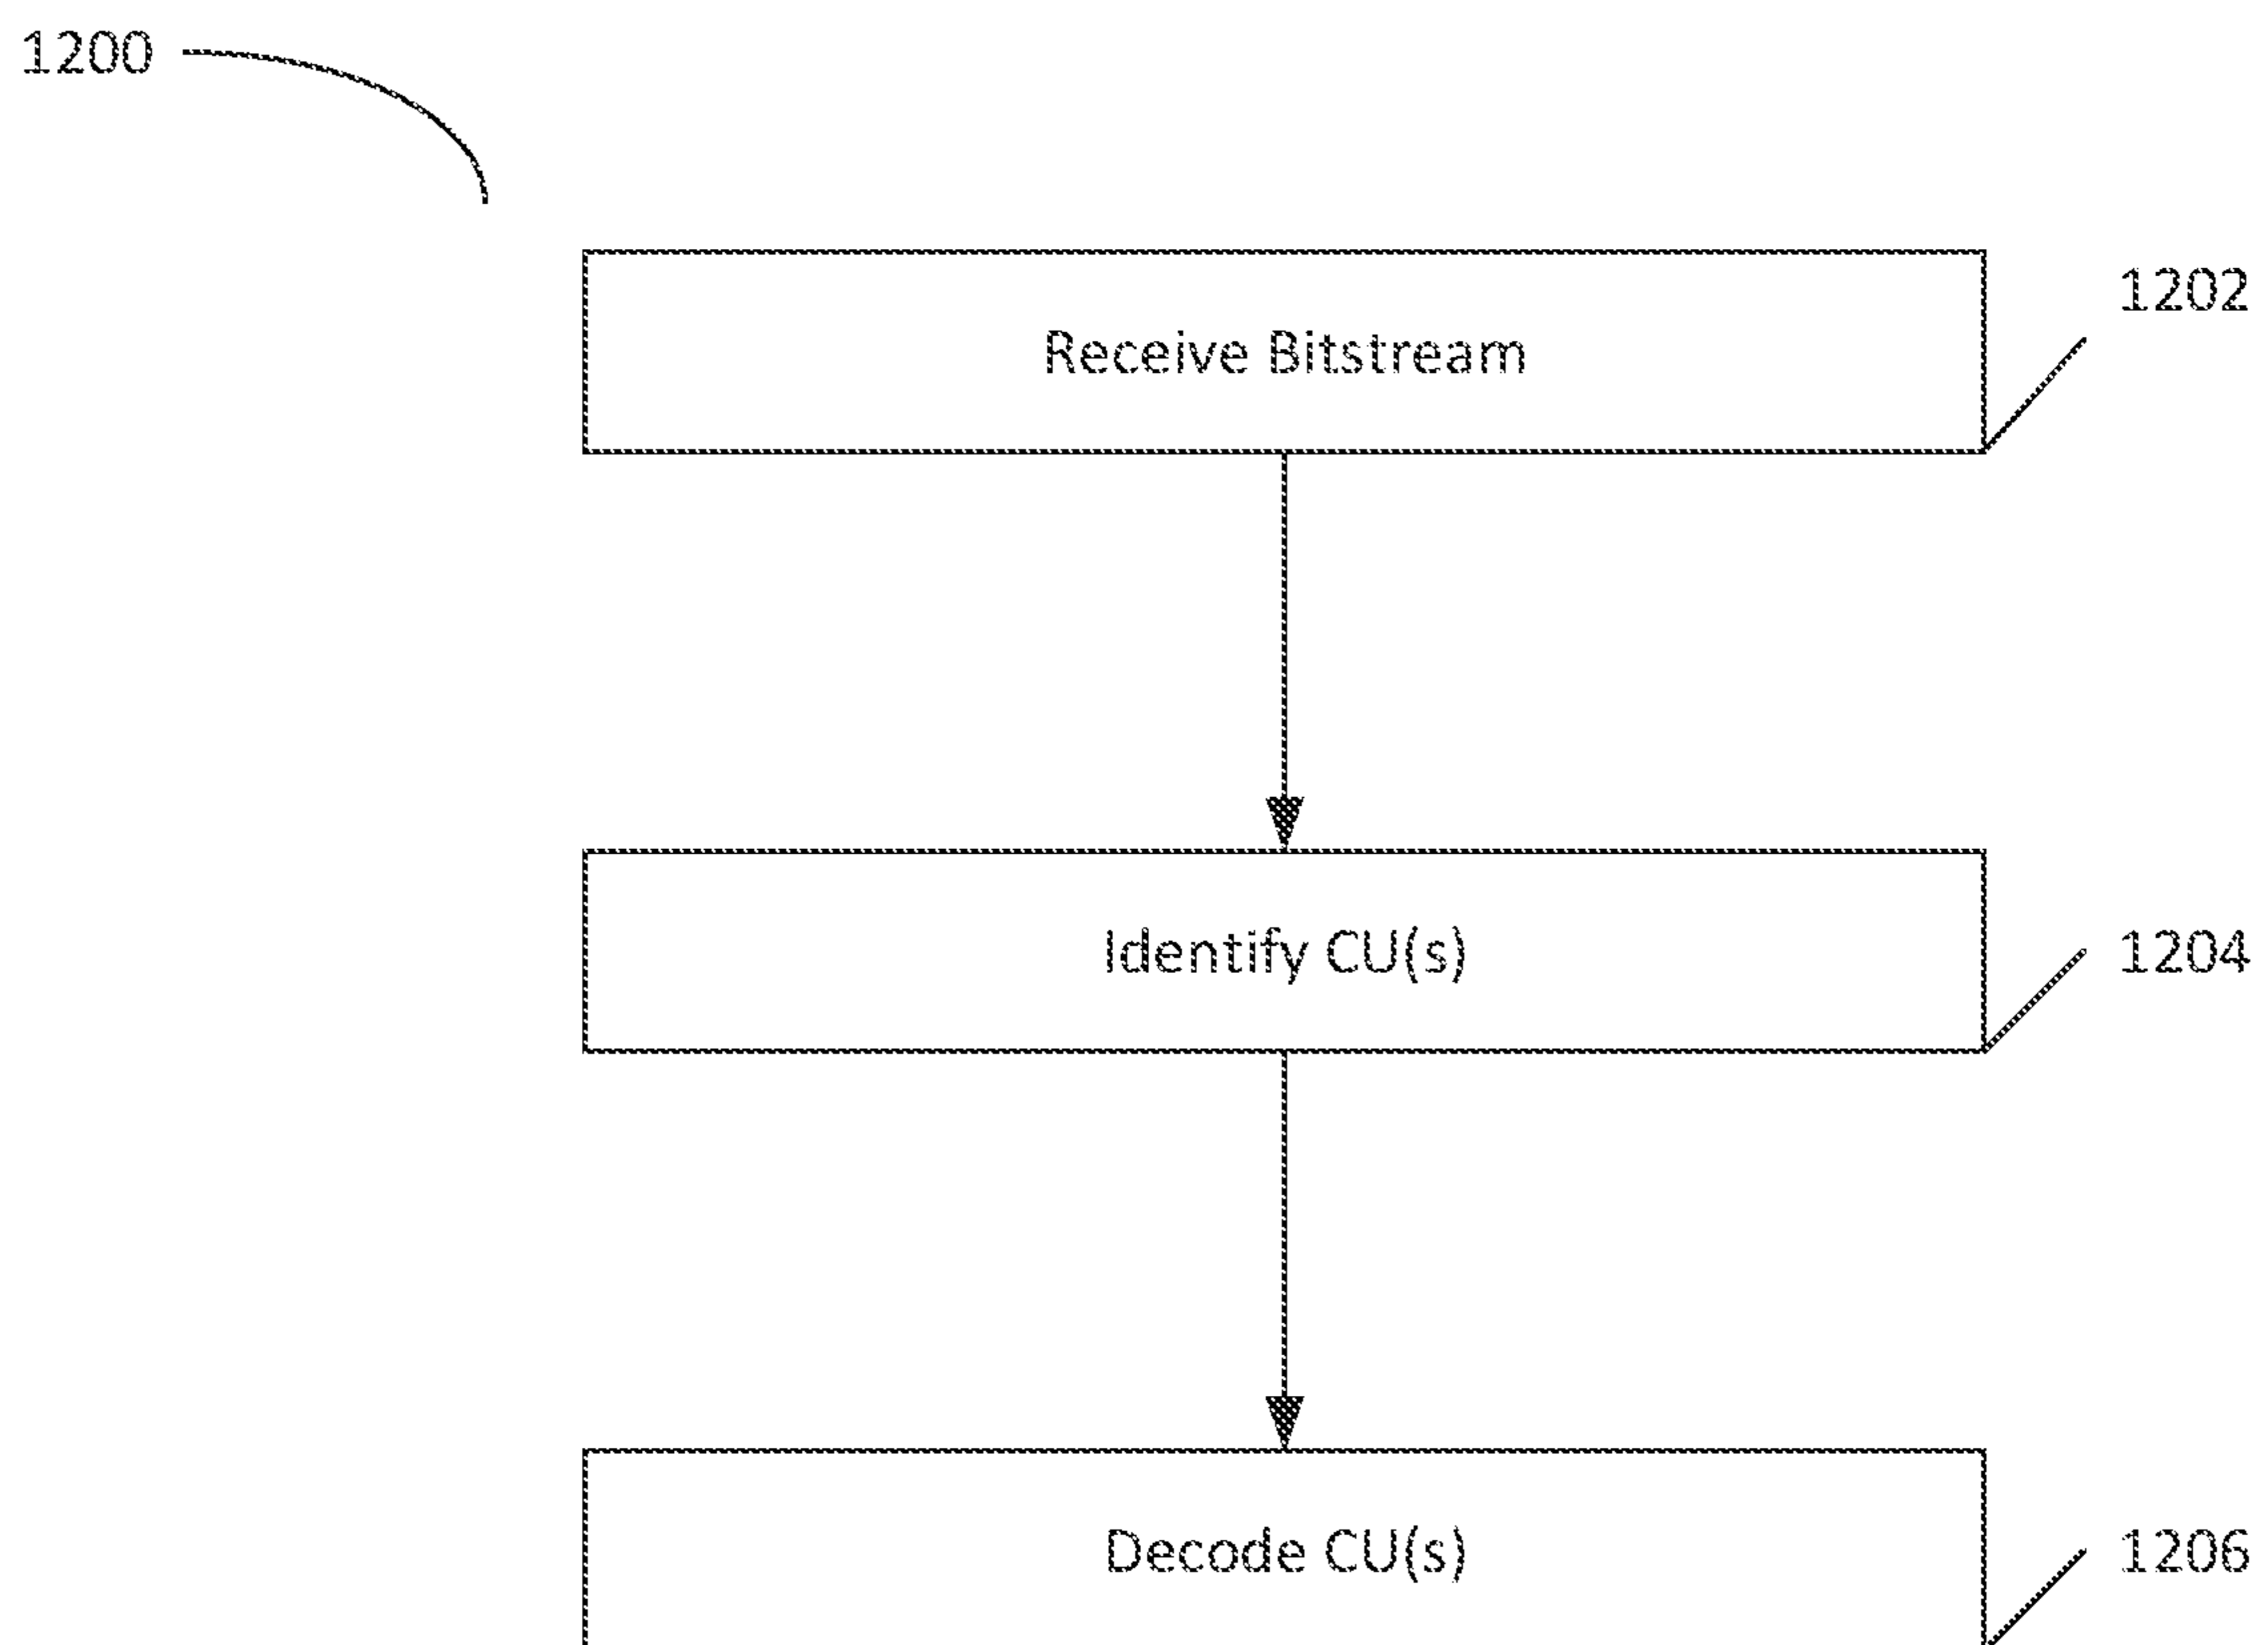 1200
1202
Receive Bitstream
Identify CU(s)
1204
Decode CU(s)
1206